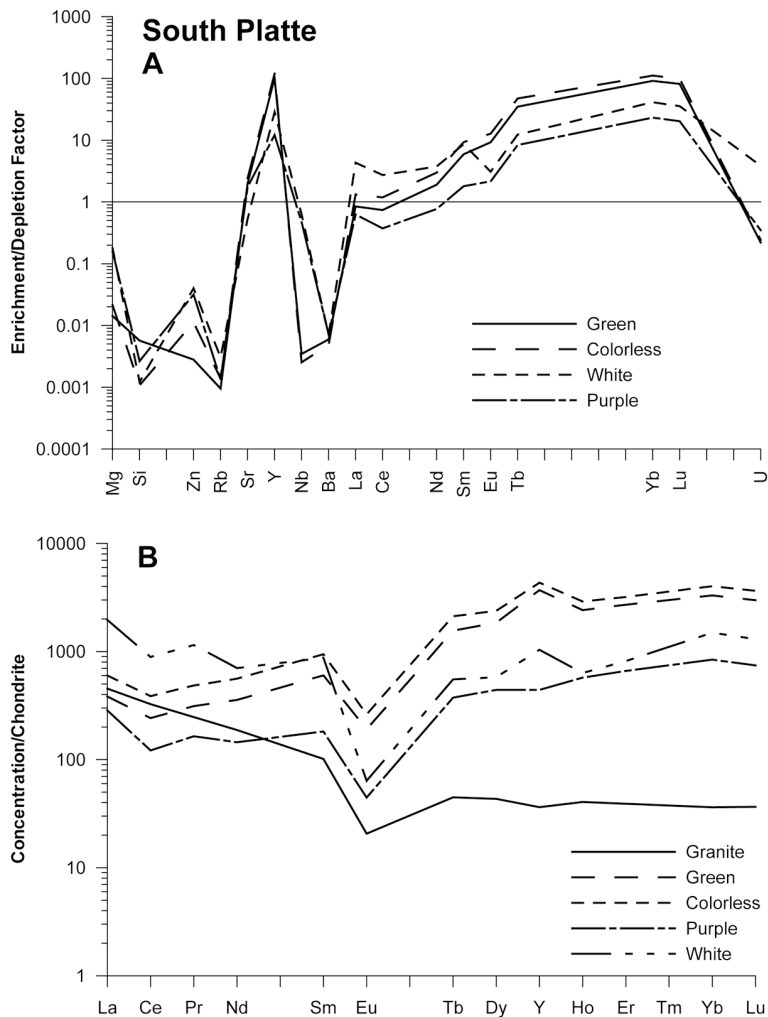 South Platte
A
Enrichment/Depletion Factor
1000
100
10
1
0.1
0.01
0.001
0.0001
Green
Colorless
White
Purple
Mg Si Zn Rb Sr Y Nb Ba La Ce Nd Sm Eu Tb Yb Lu U
B
Concentration/Chondrite
10000
1000
100
10
1
Granite
Green
Colorless
Purple
White
La Ce Pr Nd Sm Eu Tb Dy Y Ho Er Tm Yb Lu